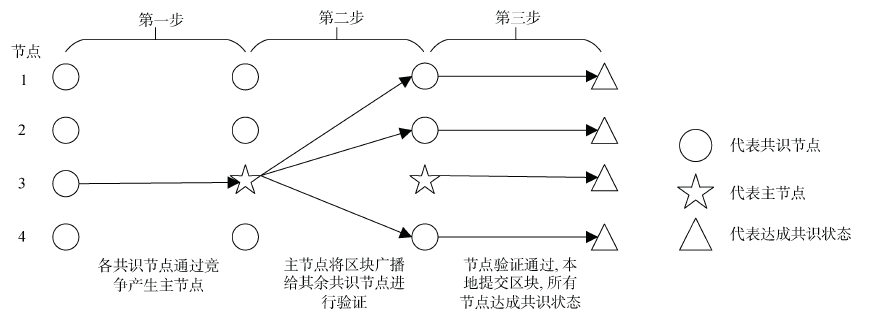 第一步
第二步
第三步
节点
1
2
3
4
代表共识节点
代表主节点
代表达成共识状态
各共识节点通过竞
争产生主节点
主节点将区块广播
给其余共识节点进
行验证
节点验证通过, 本
地提交区块, 所有
节点达成共识状态